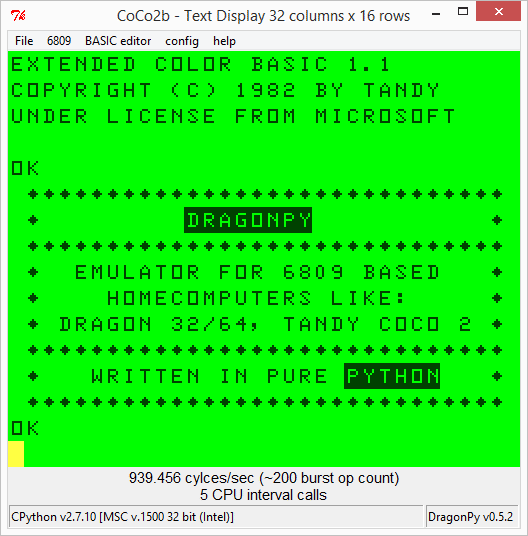 CoCo2b - Text Display 32 columns x 16 rows
File 6809 BASIC editor config help
EXTENDED COLOR BASIC 1.1
COPYRIGHT (C) 1982 BY TANDY
UNDER LICENSE FROM MICROSOFT
OK
******************************
* DRAGONPY *
******************************
* EMULATOR FOR 6809 BASED *
* HOMECOMPUTERS LIKE: *
* DRAGON 32/64, TANDY COCO 2 *
******************************
* WRITTEN IN PURE PYTHON *
******************************
OK
939.456 cylces/sec (~200 burst op count)
5 CPU interval calls
CPython v2.7.10 [MSC v.1500 32 bit (Intel)] DragonPy v0.5.2